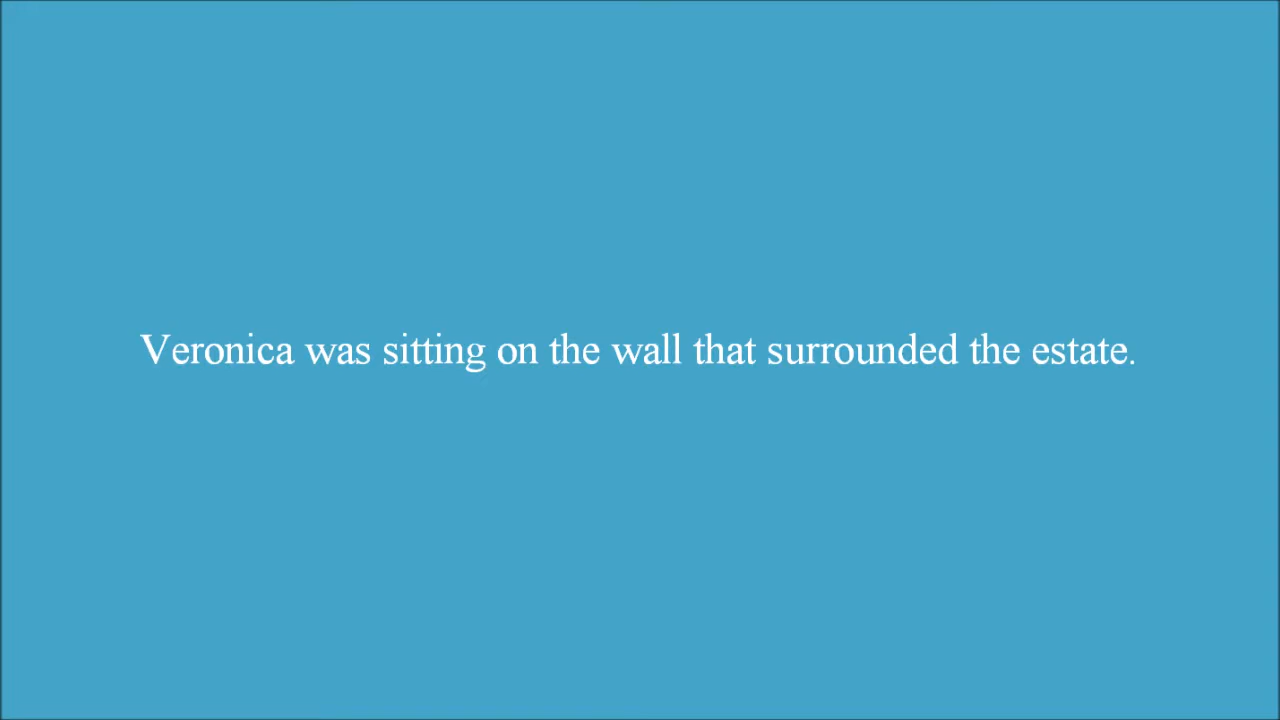 Veronica was sitting on the wall that surrounded the estate.